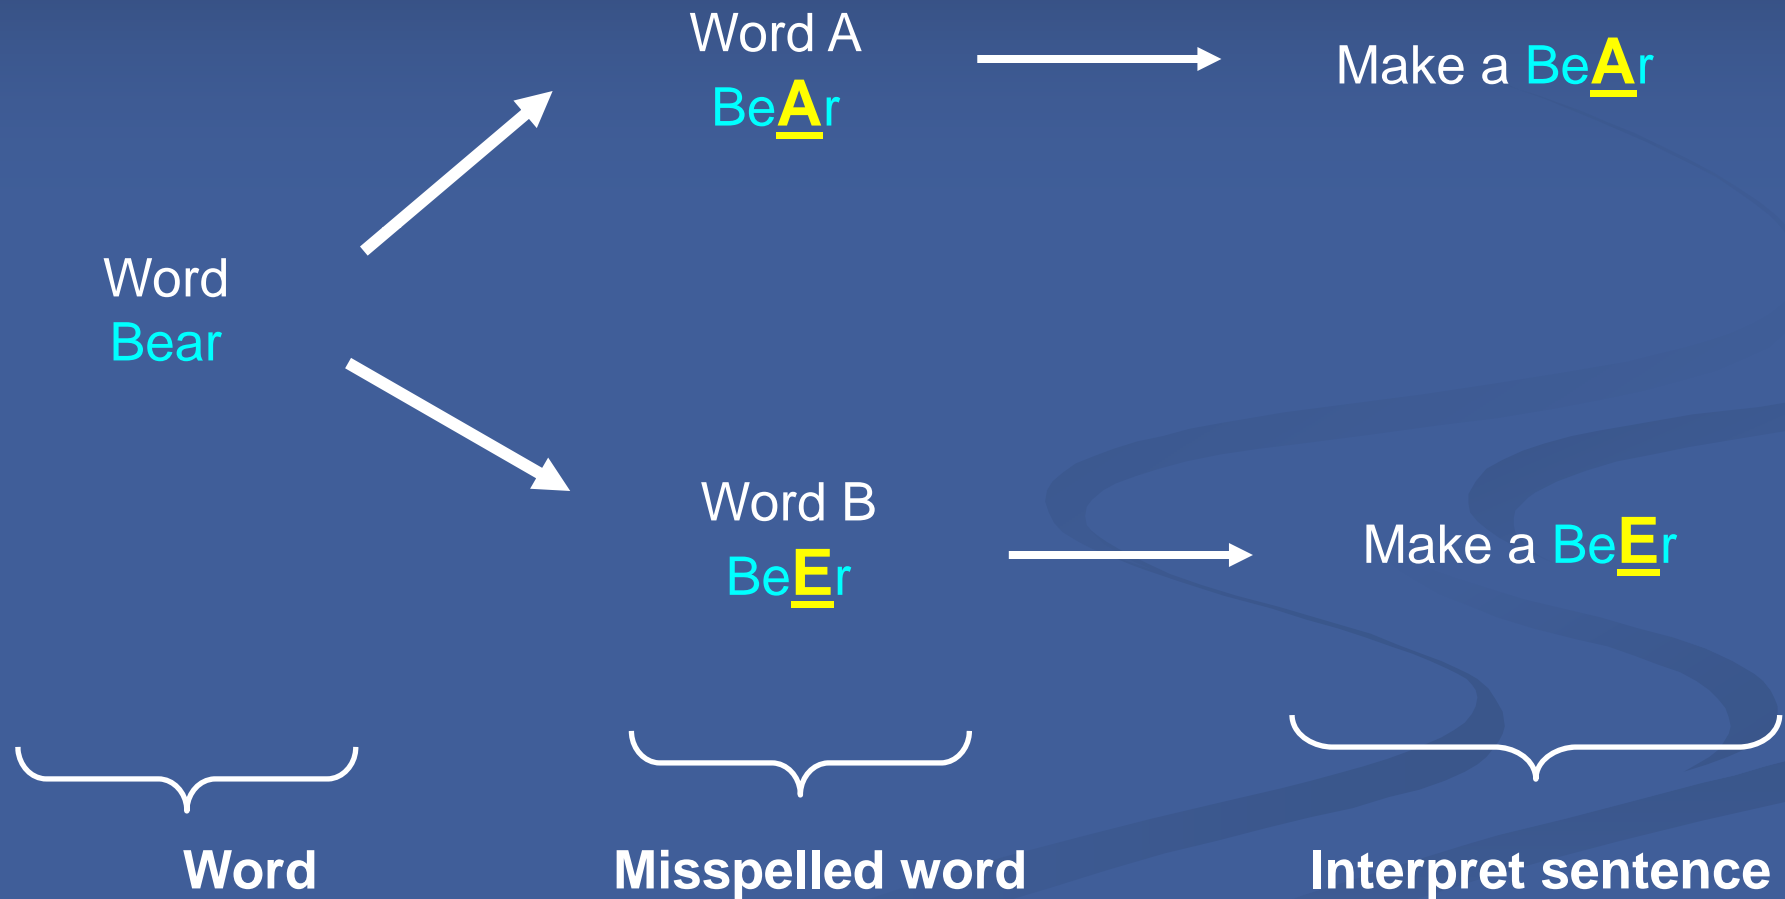 Word A
BeAr
Make a BeAr
Word
Bear
Word B
BeEr
Make a BeEr
Word
Misspelled word
Interpret sentence